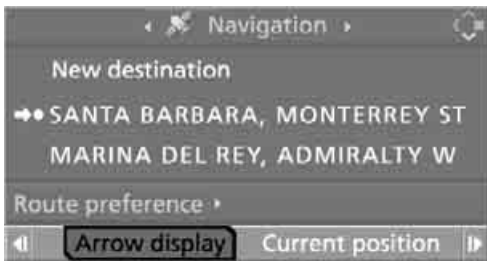 Navigation
New destination
SANTA BARBARA, MONTERREY ST
MARINA DEL REY, ADMIRALTY W
Route preference
Arrow display Current position